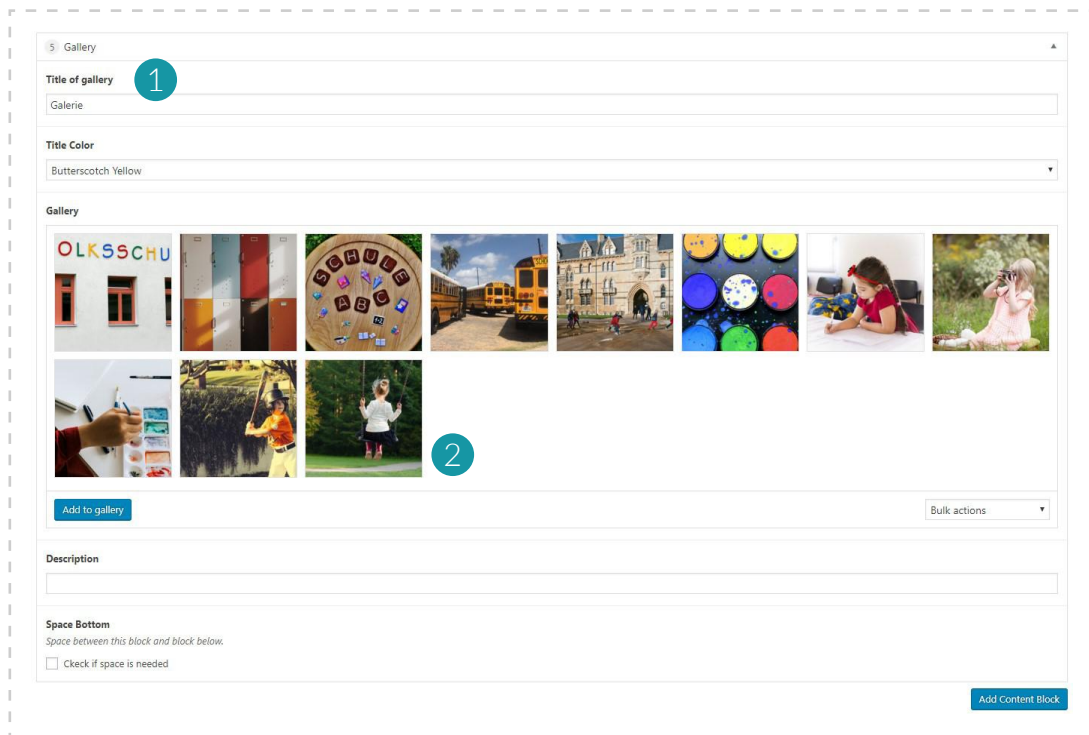 5 Gallery
Title of gallery 1
Galerie
Title Color
Butterscotch Yellow
Gallery
OLKSSCHU
SCHULE
ABC
SCHO
2
Add to gallery
Bulk actions
Description
Space Bottom
Space between this block and block below.
Ckeck if space is needed
Add Content Block